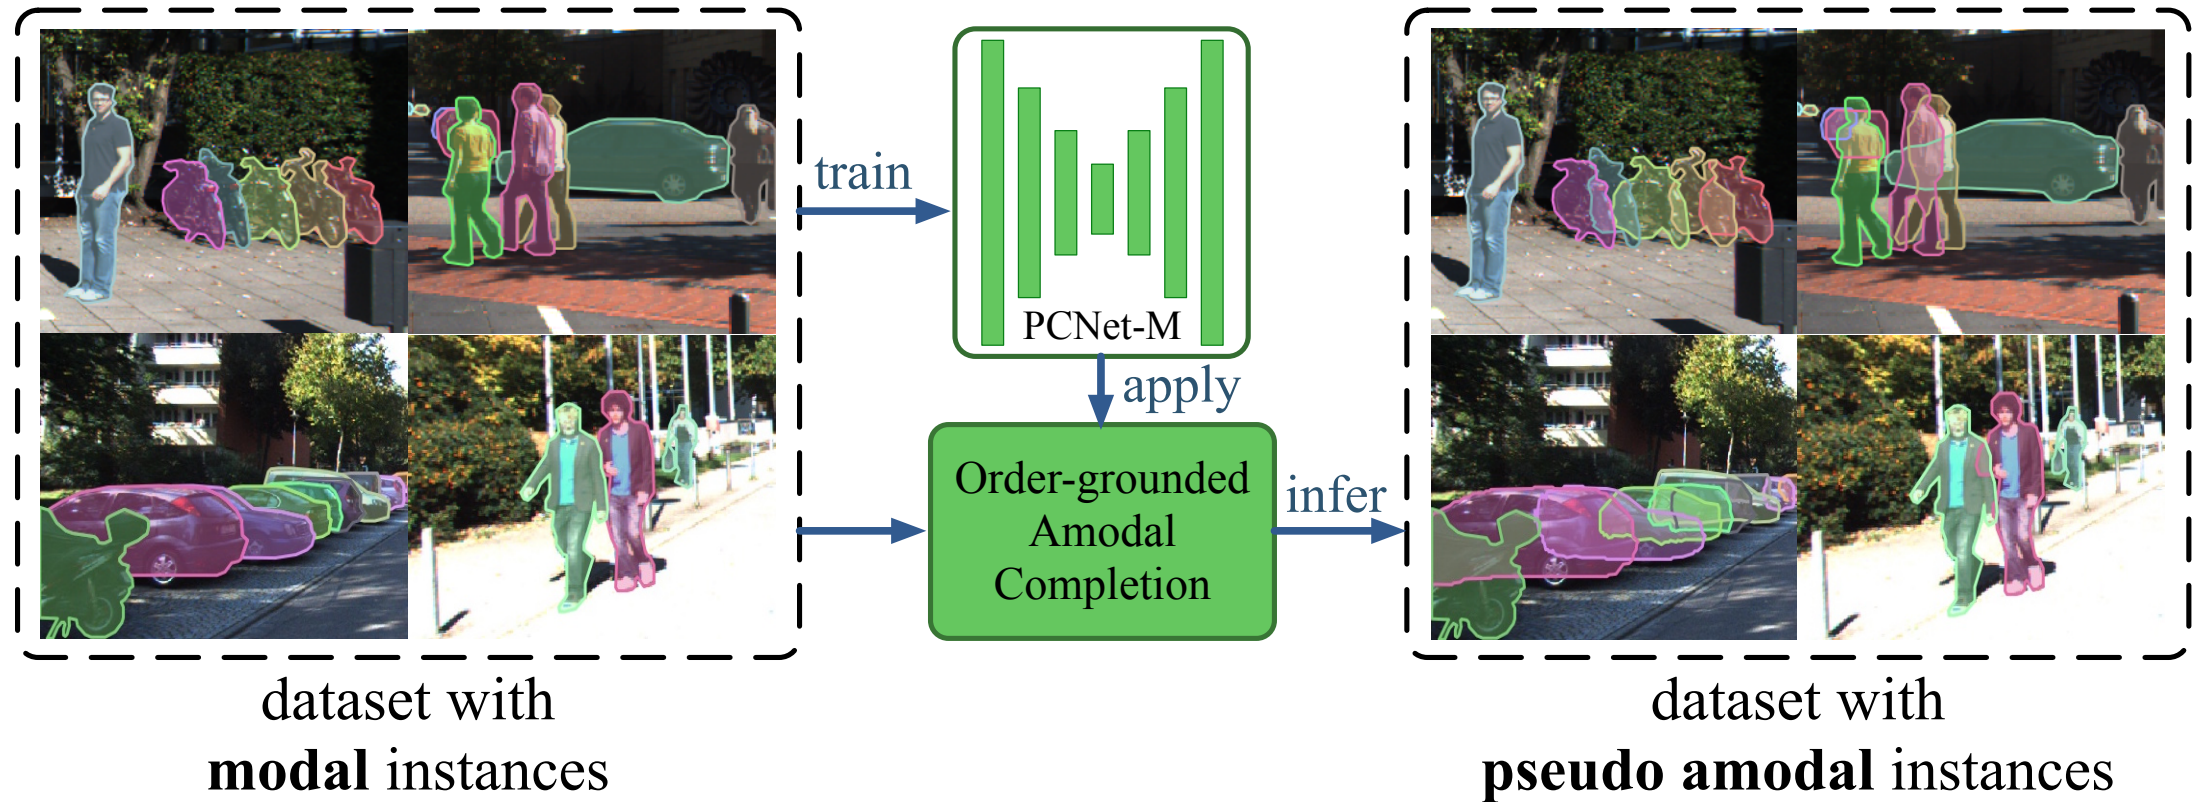 train
PCNet-M
apply
Order-grounded
Amodal
Completion
infer
dataset with
modal instances
dataset with
pseudo amodal instances